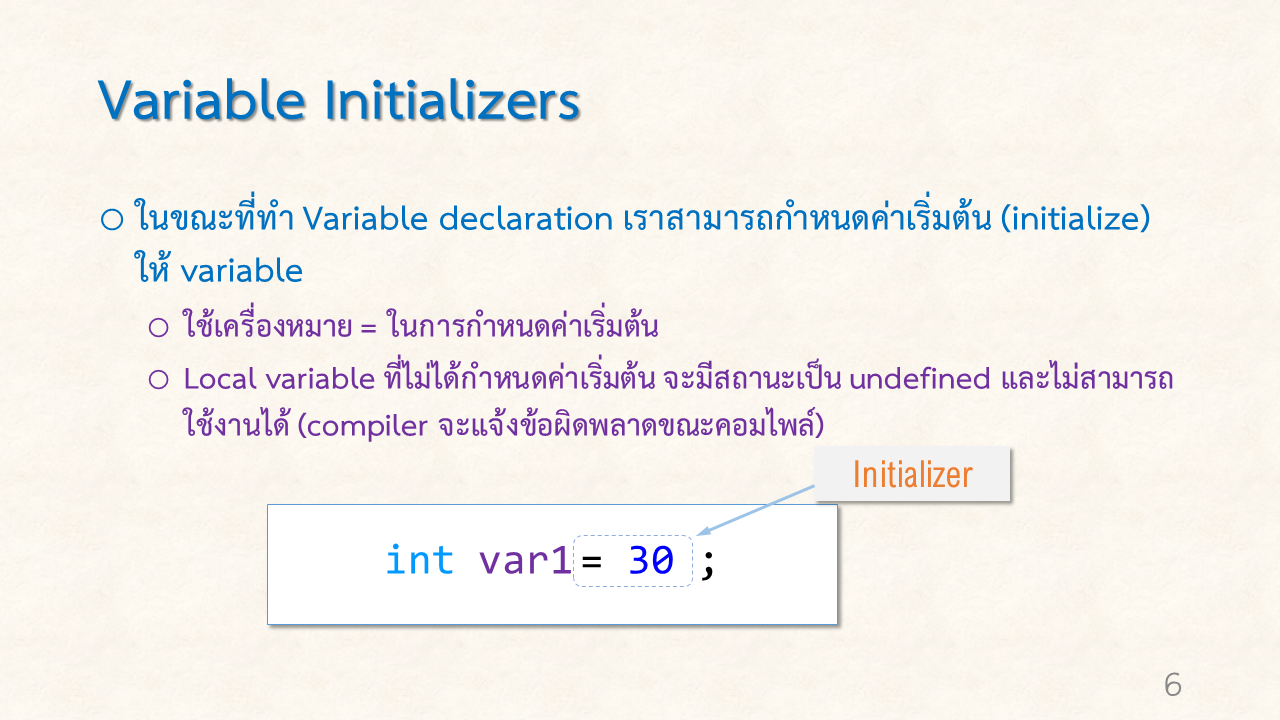 Variable Initializers
ในขณะที่ทำ Variable declaration เราสามารถกำหนดค่าเริ่มต้น (initialize)
ให้ variable
ใช้เครื่องหมาย = ในการกำหนดค่าเริ่มต้น
Local variable ที่ไม่ได้กำหนดค่าเริ่มต้น จะมีสถานะเป็น undefined และไม่สามารถ
ใช้งานได้ (compiler จะแจ้งข้อผิดพลาดขณะคอมไพล์)
Initializer
int var1= 30 ;
6